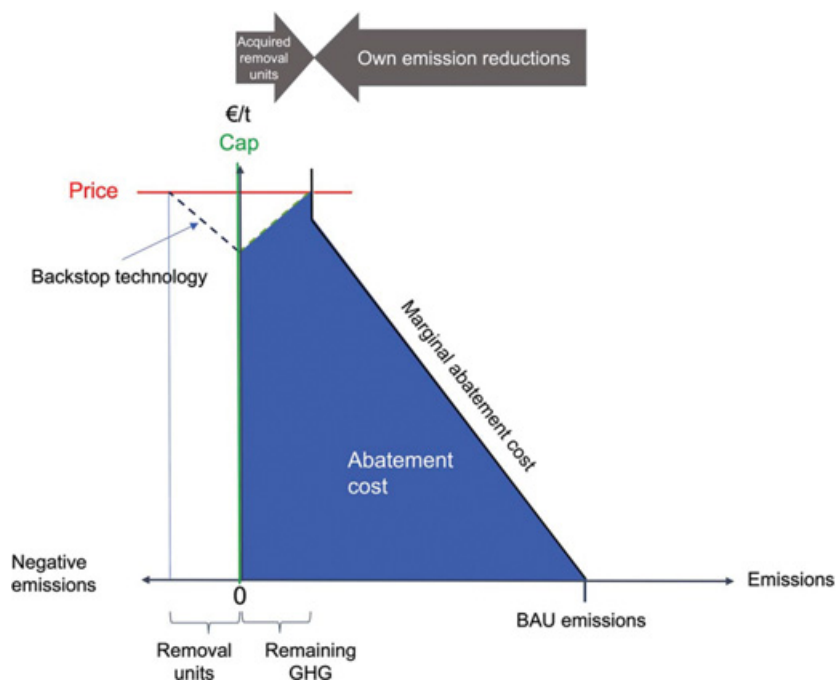 Acquired
removal
units
Own emission reductions
€/t
Cap
Price
Backstop technology
Marginal abatement cost
Abatement
cost
Negative
emissions
0
Emissions
BAU emissions
Removal
units
Remaining
GHG